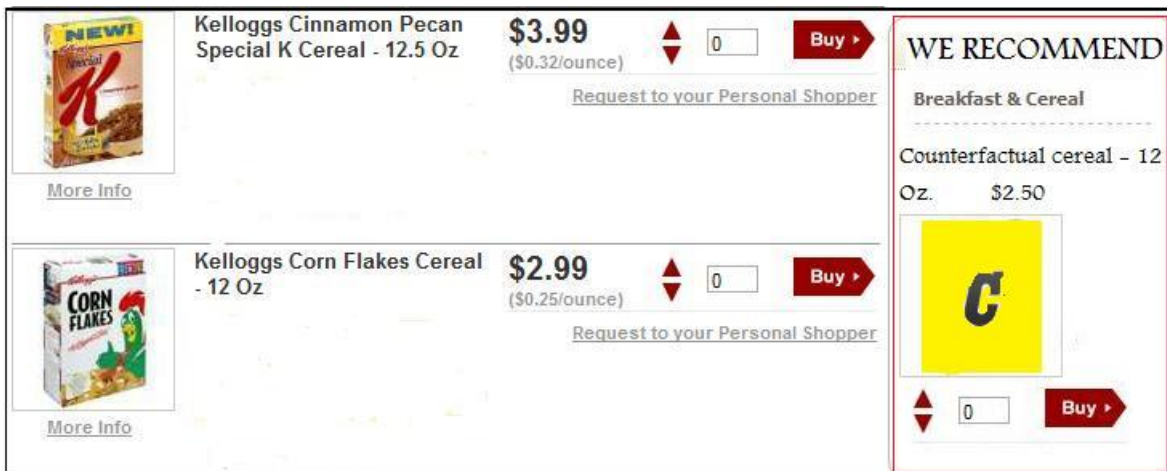 NEW!
Special
K
Kelloggs Cinnamon Pecan
Special K Cereal - 12.5 Oz
$3.99
($0.32/ounce)
0
Buy
Request to your Personal Shopper
More Info
CORN
FLAKES
Kelloggs Corn Flakes Cereal
- 12 Oz
$2.99
($0.25/ounce)
0
Buy
Request to your Personal Shopper
More Info
WE RECOMMEND
Breakfast & Cereal
Counterfactual cereal - 12
Oz. $2.50
C
0
Buy